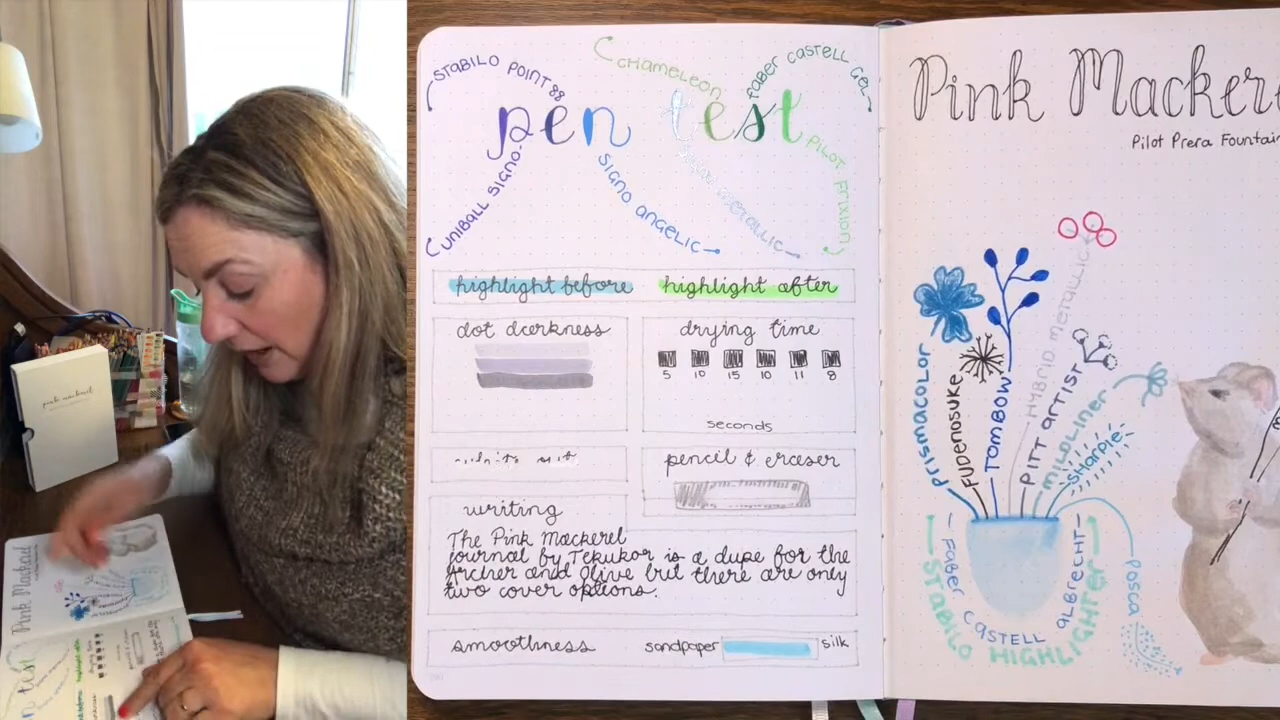 STABILO POINT 88
CHAMELEON
FABER CASTELL GEL
pen test
UNIBALL SIGNO
SIGNO ANGELIC
METALLIC
PILOT FRIXION
highlight before
highlight after
dot darkness
drying time
5 10 15 10 11 8
seconds
pencil & eraser
writing
The Pink Mackerel
journal by Tekukor is a dupe for the
Archer and Olive but there are only
two cover options.
smoothness
sandpaper
silk
Pink Macker
Pilot Prera Fountain
PRISMACOLOR
FUDENOSUKE
TOMBOW
HYBRID METALLIC
PITT ARTIST
MILDLINER
SHARPIE
FABER CASTELL ALBRECHT
STABILO HIGHLIGHTER
POSCA
pink mackerel